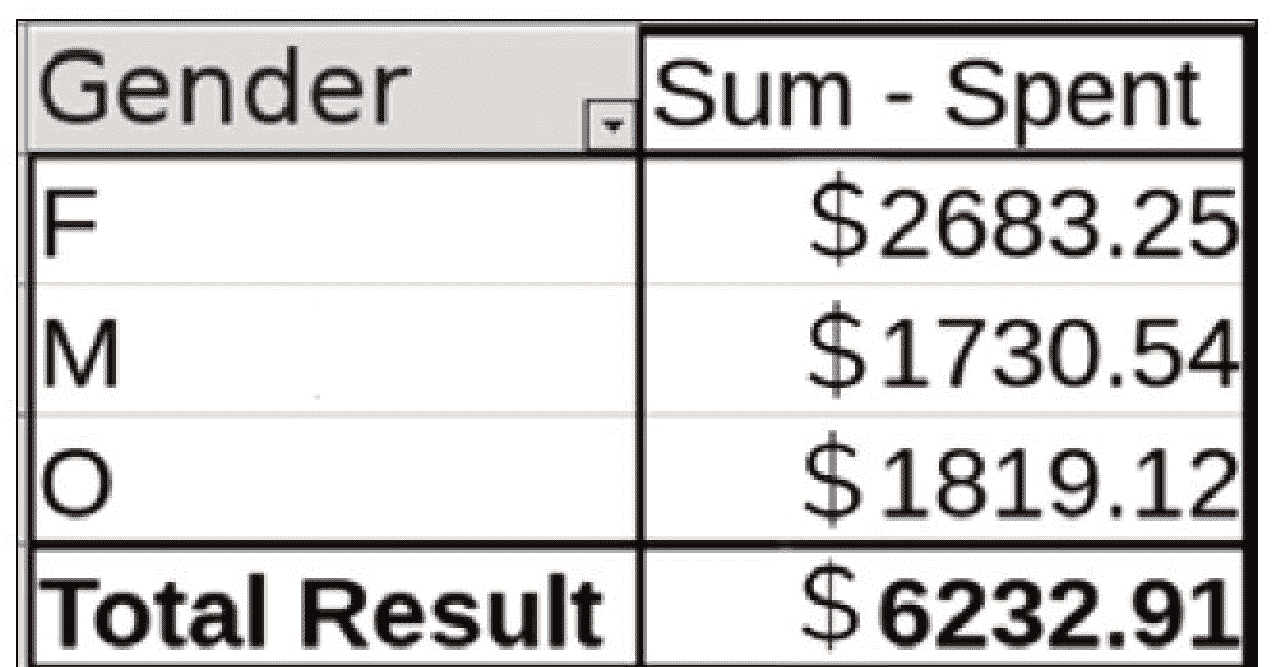 Gender Sum - Spent
F $2683.25
M $1730.54
O $1819.12
Total Result $6232.91